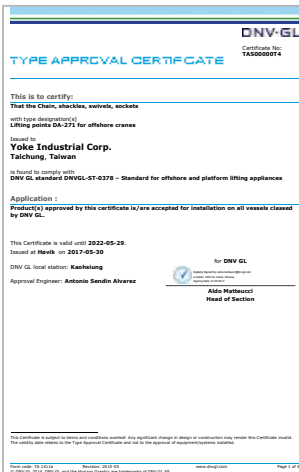 DNV·GL
Certificate No:
TAS00000T4
TYPE APPROVAL CERTIFICATE
This is to certify:
That the Chain, shackles, swivels, sockets
with type designation(s)
Lifting points DA-271 for offshore cranes
Issued to
Yoke Industrial Corp.
Taichung, Taiwan
is found to comply with
DNV GL standard DNVGL-ST-0378 – Standard for offshore and platform lifting appliances
Application :
Product(s) approved by this certificate is/are accepted for installation on all vessels classed
by DNV GL.
This Certificate is valid until 2022-05-29.
Issued at Høvik on 2017-05-30
for DNV GL
DNV GL local station: Kaohsiung
Approval Engineer: Antonio Sendin Alvarez
Aldo Matteucci
Head of Section
This Certificate is subject to terms and conditions overleaf. Any significant change in design or construction may render this Certificate invalid.
The validity date relates to the Type Approval Certificate and not to the approval of equipment/systems installed.
Form code: TA 1411a Revision: 2015-05 www.dnvgl.com Page 1 of 4